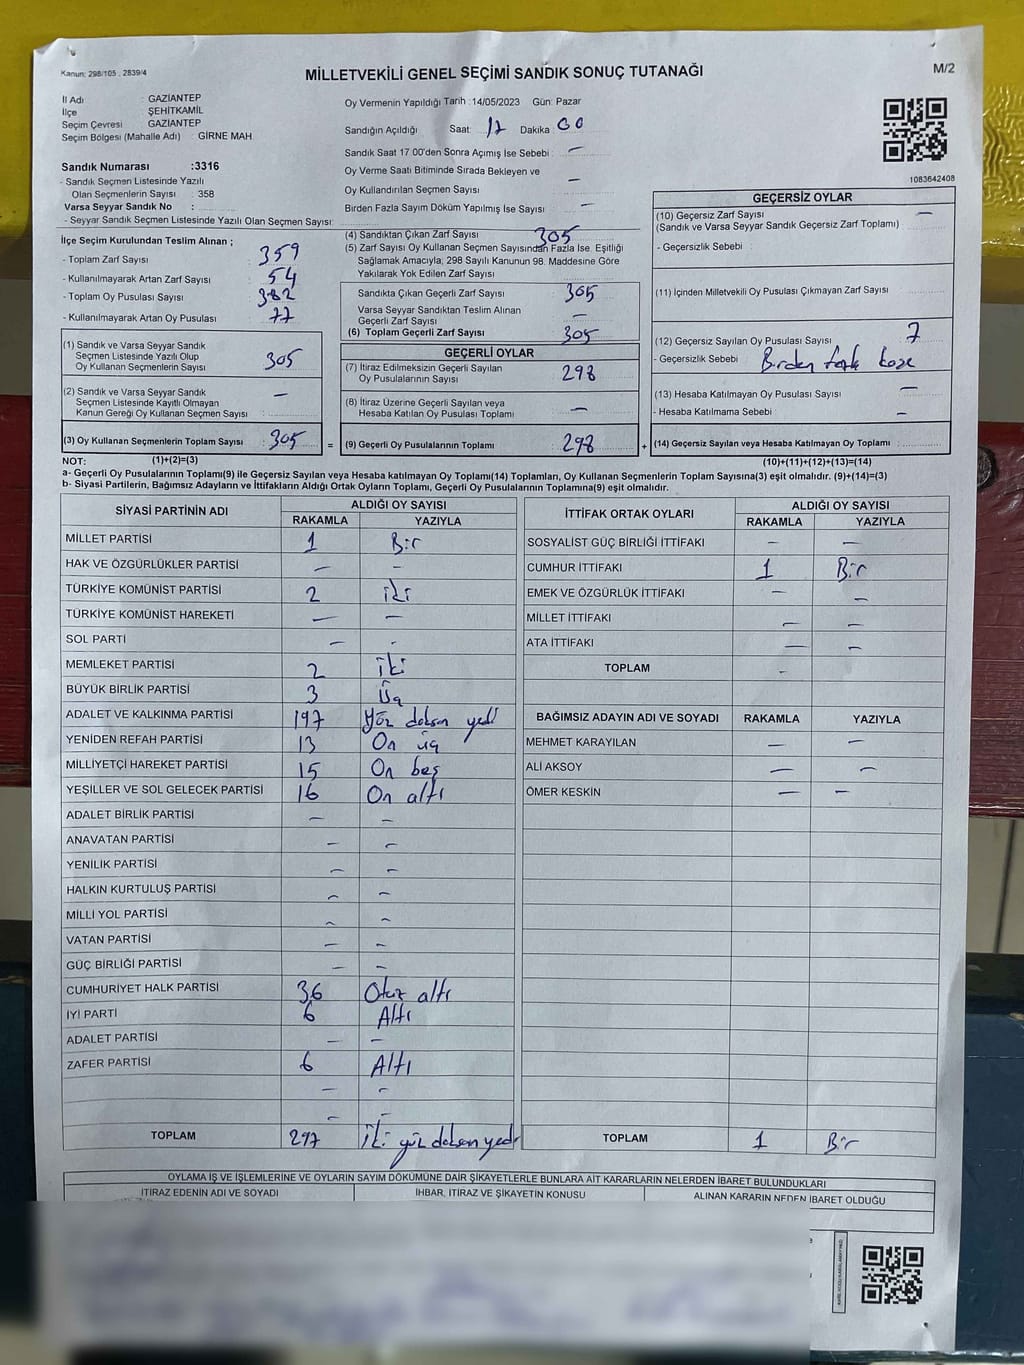 Kanun: 298/105 , 2839/4
MİLLETVEKİLİ GENEL SEÇİMİ SANDIK SONUÇ TUTANAĞI
M/2
İl Adı : GAZİANTEP
İlçe : ŞEHİTKAMİL
Seçim Çevresi : GAZİANTEP
Seçim Bölgesi (Mahalle Adı) : GİRNE MAH.
Sandık Numarası :3316
- Sandık Seçmen Listesinde Yazılı
Olan Seçmenlerin Sayısı : 358
Varsa Seyyar Sandık No :
- Seyyar Sandık Seçmen Listesinde Yazılı Olan Seçmen Sayısı:
Oy Vermenin Yapıldığı Tarih :14/05/2023 Gün: Pazar
Sandığın Açıldığı Saat: 17 Dakika 00
Sandık Saat 17.00'den Sonra Açımış İse Sebebi : —
Oy Verme Saati Bitiminde Sırada Bekleyen ve
Oy Kullandırılan Seçmen Sayısı —
Birden Fazla Sayım Döküm Yapılmış İse Sayısı : —
1083642408
İlçe Seçim Kurulundan Teslim Alınan ;
- Toplam Zarf Sayısı : 359
- Kullanılmayarak Artan Zarf Sayısı : 54
- Toplam Oy Pusulası Sayısı : 382
- Kullanılmayarak Artan Oy Pusulası : 77
(4) Sandıktan Çıkan Zarf Sayısı 305
(5) Zarf Sayısı Oy Kullanan Seçmen Sayısından Fazla İse. Eşitliği
Sağlamak Amacıyla; 298 Sayılı Kanunun 98. Maddesine Göre
Yakılarak Yok Edilen Zarf Sayısı
Sandıkta Çıkan Geçerli Zarf Sayısı 305
Varsa Seyyar Sandıktan Teslim Alınan
Geçerli Zarf Sayısı —
(6) Toplam Geçerli Zarf Sayısı 305
GEÇERSİZ OYLAR
(10) Geçersiz Zarf Sayısı —
(Sandık ve Varsa Seyyar Sandık Geçersiz Zarf Toplamı)
- Geçersizlik Sebebi :
(11) İçinden Milletvekili Oy Pusulası Çıkmayan Zarf Sayısı
(12) Geçersiz Sayılan Oy Pusulası Sayısı 7
- Geçersizlik Sebebi : Birden fazla kaşe
(13) Hesaba Katılmayan Oy Pusulası Sayısı —
- Hesaba Katılmama Sebebi : —
(14) Geçersiz Sayılan veya Hesaba Katılmayan Oy Toplamı :
(1) Sandık ve Varsa Seyyar Sandık
Seçmen Listesinde Yazılı Olup
Oy Kullanan Seçmenlerin Sayısı 305
(2) Sandık ve Varsa Seyyar Sandık
Seçmen Listesinde Kayıtlı Olmayan
Kanun Gereği Oy Kullanan Seçmen Sayısı : —
(3) Oy Kullanan Seçmenlerin Toplam Sayısı : 305 =
GEÇERLİ OYLAR
(7) İtiraz Edilmeksizin Geçerli Sayılan
Oy Pusulalarının Sayısı : 298
(8) İtiraz Üzerine Geçerli Sayılan veya
Hesaba Katılan Oy Pusulası Toplamı : —
(9) Geçerli Oy Pusulalarının Toplamı 298 +
NOT: (1)+(2)=(3)
(10)+(11)+(12)+(13)=(14)
a- Geçerli Oy Pusulalarının Toplamı(9) ile Geçersiz Sayılan veya Hesaba katılmayan Oy Toplamı(14) Toplamları, Oy Kullanan Seçmenlerin Toplam Sayısına(3) eşit olmalıdır. (9)+(14)=(3)
b- Siyasi Partilerin, Bağımsız Adayların ve İttifakların Aldığı Ortak Oyların Toplamı, Geçerli Oy Pusulalarının Toplamına(9) eşit olmalıdır.
SİYASİ PARTİNİN ADI ALDIĞI OY SAYISI
RAKAMLA YAZIYLA
MİLLET PARTİSİ 1 Bir
HAK VE ÖZGÜRLÜKLER PARTİSİ — —
TÜRKİYE KOMÜNİST PARTİSİ 2 iki
TÜRKİYE KOMÜNİST HAREKETİ — —
SOL PARTİ — -
MEMLEKET PARTİSİ 2 iki
BÜYÜK BİRLİK PARTİSİ 3 üç
ADALET VE KALKINMA PARTİSİ 197 Yüz doksan yedi
YENİDEN REFAH PARTİSİ 13 On üç
MİLLİYETÇİ HAREKET PARTİSİ 15 On beş
YEŞİLLER VE SOL GELECEK PARTİSİ 16 On altı
ADALET BİRLİK PARTİSİ — —
ANAVATAN PARTİSİ — —
YENİLİK PARTİSİ — —
HALKIN KURTULUŞ PARTİSİ — —
MİLLİ YOL PARTİSİ — —
VATAN PARTİSİ — —
GÜÇ BİRLİĞİ PARTİSİ — —
CUMHURİYET HALK PARTİSİ 36 Otuz altı
İYİ PARTİ 6 Altı
ADALET PARTİSİ — —
ZAFER PARTİSİ 6 Altı
— —
— —
TOPLAM 297 İki yüz doksan yedi
İTTİFAK ORTAK OYLARI ALDIĞI OY SAYISI
RAKAMLA YAZIYLA
SOSYALİST GÜÇ BİRLİĞİ İTTİFAKI — —
CUMHUR İTTİFAKI 1 Bir
EMEK VE ÖZGÜRLÜK İTTİFAKI — —
MİLLET İTTİFAKI — —
ATA İTTİFAKI — —
TOPLAM -
BAĞIMSIZ ADAYIN ADI VE SOYADI RAKAMLA YAZIYLA
MEHMET KARAYILAN — —
ALİ AKSOY — —
ÖMER KESKİN — —
TOPLAM 1 Bir
OYLAMA İŞ VE İŞLEMLERİNE VE OYLARIN SAYIM DÖKÜMÜNE DAİR ŞİKAYETLERLE BUNLARA AİT KARARLARIN NELERDEN İBARET BULUNDUKLARI
İTİRAZ EDENİN ADI VE SOYADI İHBAR, İTİRAZ VE ŞİKAYETİN KONUSU ALINAN KARARIN NEDEN İBARET OLDUĞU